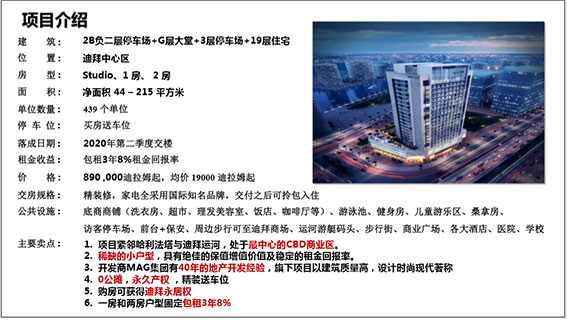 项目介绍
建 筑： 2B负二层停车场+G层大堂+3层停车场+19层住宅
位 置： 迪拜中心区
房 型： Studio、1 房、 2 房
面 积： 净面积 44 – 215 平方米
单位数量： 439 个单位
停 车 位： 买房送车位
落成日期： 2020年第二季度交楼
租金收益： 包租3年8%租金回报率
价 格： 890 ,000迪拉姆起，均价 19000 迪拉姆起
交房规格： 精装修，家电全采用国际知名品牌，交付之后可拎包入住
公共设施： 底商商铺（洗衣房、超市、理发美容室、饭店、咖啡厅等）、游泳池、健身房、儿童游乐区、桑拿房、
访客停车场、前台+保安、周边步行可至迪拜商场、运河游艇码头、步行街、商业广场、各大酒店、医院、学校
主要卖点： 1. 项目紧邻哈利法塔与迪拜运河，处于最中心的CBD商业区。
2. 稀缺的小户型，具有绝佳的保值增值价值及稳定的租金回报率。
3. 开发商MAG集团有40年的地产开发经验，旗下项目以建筑质量高，设计时尚现代著称
4. 0公摊，永久产权 ，精装送车位
5. 购房可获得迪拜永居权
6. 一房和两房户型固定包租3年8%